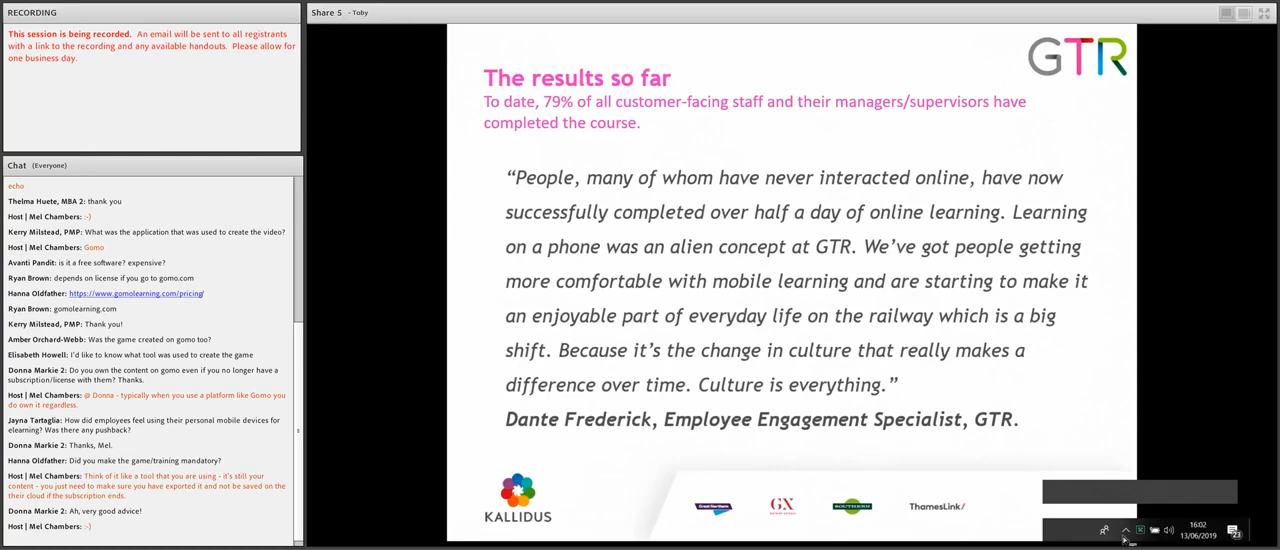 RECORDING
This session is being recorded. An email will be sent to all registrants
with a link to the recording and any available handouts. Please allow for
one business day.
Chat (Everyone)
echo
Thelma Huete, MBA 2: thank you
Host | Mel Chambers: :-)
Kerry Milstead, PMP: What was the application that was used to create the video?
Host | Mel Chambers: Gomo
Avanti Pandit: is it a free software? expensive?
Ryan Brown: depends on license if you go to gomo.com
Hanna Oldfather: https://www.gomolearning.com/pricing/
Ryan Brown: gomolearning.com
Kerry Milstead, PMP: Thank you!
Amber Orchard-Webb: Was the game created on gomo too?
Elisabeth Howell: I'd like to know what tool was used to create the game
Donna Markie 2: Do you own the content on gomo even if you no longer have a
subscription/license with them? Thanks.
Host | Mel Chambers: @ Donna - typically when you use a platform like Gomo you
do own it regardless.
Jayna Tartaglia: How did employees feel using their personal mobile devices for
elearning? Was there any pushback?
Donna Markie 2: Thanks, Mel.
Hanna Oldfather: Did you make the game/training mandatory?
Host | Mel Chambers: Think of it like a tool that you are using - it's still your
content - you just need to make sure you have exported it and not be saved on the
their cloud if the subscription ends.
Donna Markie 2: Ah, very good advice!
Host | Mel Chambers: :-)
Share 5 - Toby
GTR
The results so far
To date, 79% of all customer-facing staff and their managers/supervisors have
completed the course.
“People, many of whom have never interacted online, have now
successfully completed over half a day of online learning. Learning
on a phone was an alien concept at GTR. We’ve got people getting
more comfortable with mobile learning and are starting to make it
an enjoyable part of everyday life on the railway which is a big
shift. Because it’s the change in culture that really makes a
difference over time. Culture is everything.”
Dante Frederick, Employee Engagement Specialist, GTR.
KALLIDUS
Great Northern
GX
SOUTHERN
ThamesLink/
16:02
13/06/2019
23